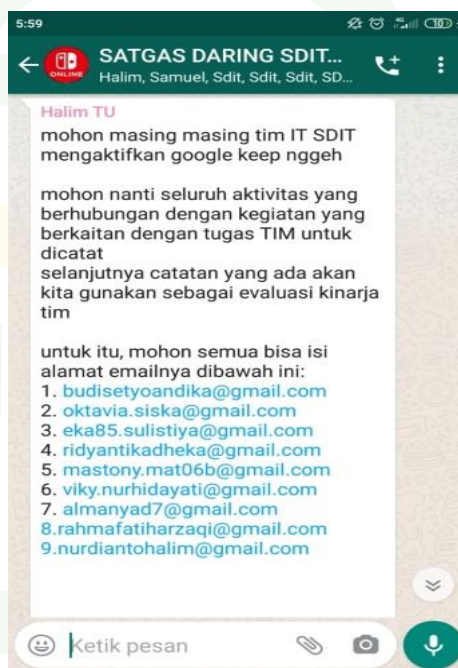 5:59
SATGAS DARING SDIT...
ONLINE
Halim, Samuel, Sdit, Sdit, Sdit, SD...
Halim TU
mohon masing masing tim IT SDIT
mengaktifkan google keep nggeh
mohon nanti seluruh aktivitas yang
berhubungan dengan kegiatan yang
berkaitan dengan tugas TIM untuk
dicatat
selanjutnya catatan yang ada akan
kita gunakan sebagai evaluasi kinarja
tim
untuk itu, mohon semua bisa isi
alamat emailnya dibawah ini:
1. budisetyoandika@gmail.com
2. oktavia.siska@gmail.com
3. eka85.sulistiya@gmail.com
4. ridyantikadheka@gmail.com
5. mastony.mat06b@gmail.com
6. viky.nurhidayati@gmail.com
7. almanyad7@gmail.com
8.rahmafatiharzaqi@gmail.com
9.nurdiantohalim@gmail.com
Ketik pesan